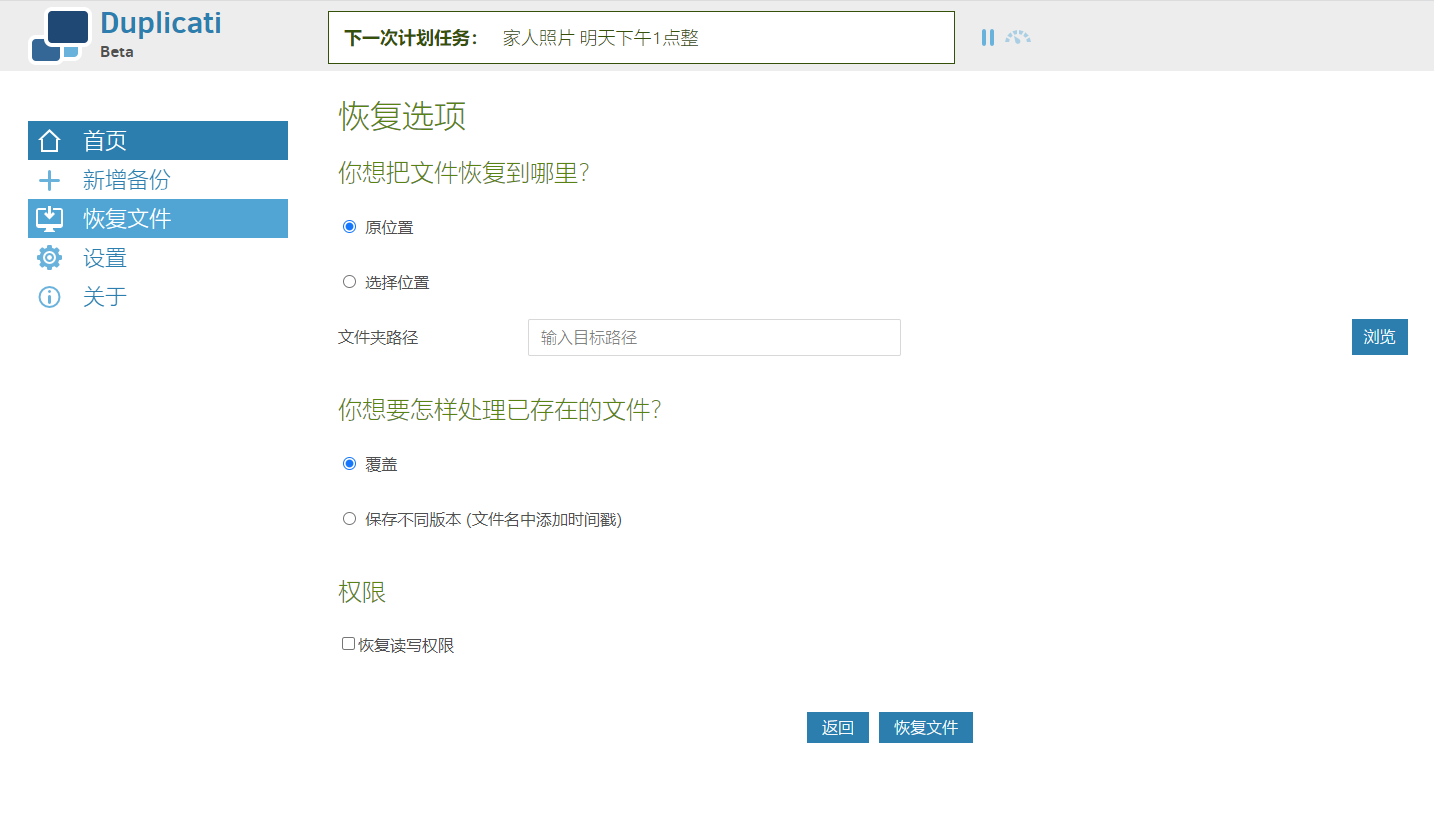 Duplicati
Beta
下一次计划任务： 家人照片 明天下午1点整
首页
新增备份
恢复文件
设置
关于
恢复选项
你想把文件恢复到哪里?
原位置
选择位置
文件夹路径 输入目标路径 浏览
你想要怎样处理已存在的文件?
覆盖
保存不同版本 (文件名中添加时间戳)
权限
恢复读写权限
返回 恢复文件